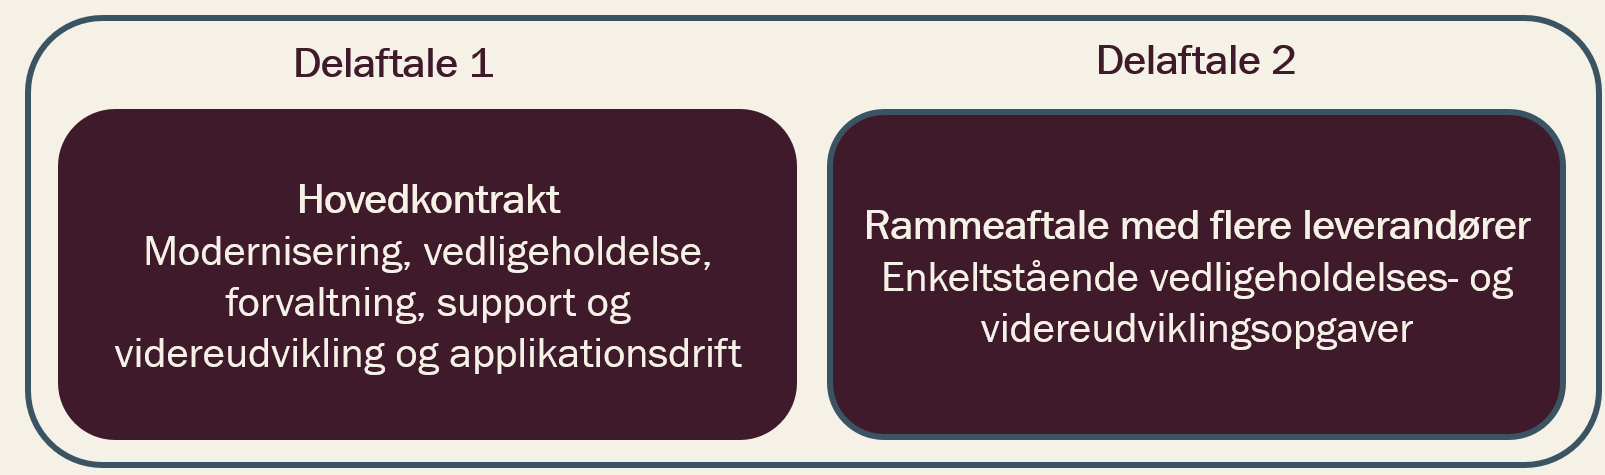 Delaftale 1
Hovedkontrakt
Modernisering, vedligeholdelse,
forvaltning, support og
videreudvikling og applikationsdrift
Delaftale 2
Rammeaftale med flere leverandører
Enkeltstående vedligeholdelses- og
videreudviklingsopgaver